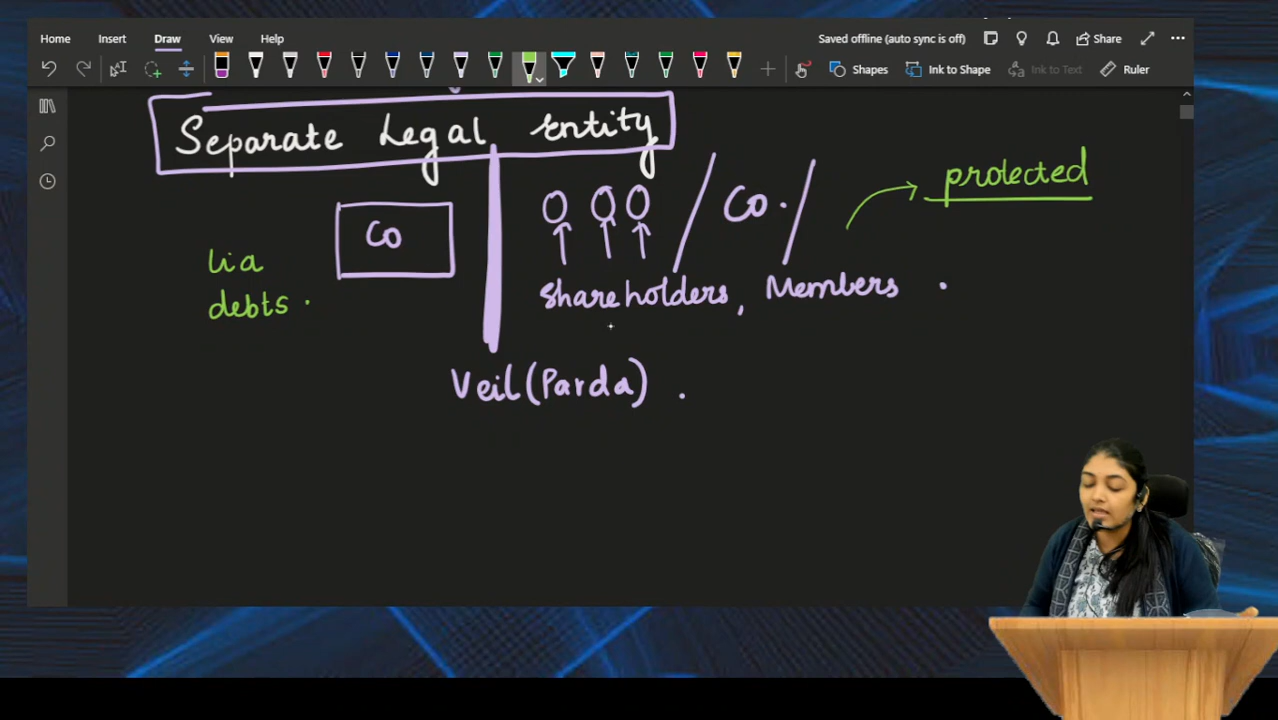 Home Insert Draw View Help Saved offline (auto sync is off) Share
Shapes Ink to Shape Ink to Text Ruler
Separate Legal entity
Co
Co.
protected
lia
debts.
Shareholders, Members.
Veil (Parda).